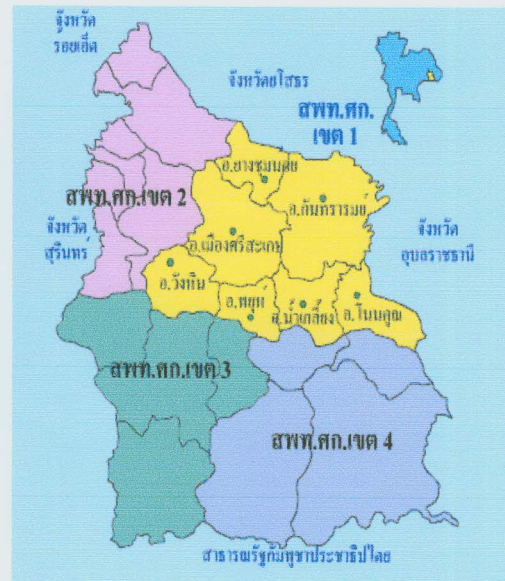 จังหวัด
ร้อยเอ็ด
จังหวัดยโสธร
สพท.ศก.
เขต 1
อ.ยางชุมน้อย
สพท.ศก.เขต 2
อ.กันทรารมย์
จังหวัด
สุรินทร์
อ.เมืองศรีสะเกษ
จังหวัด
อุบลราชธานี
อ.วังหิน
อ.พยุห์
อ.น้ำเกลี้ยง
อ.โนนคูณ
สพท.ศก.เขต 3
สพท.ศก.เขต 4
สาธารณรัฐกัมพูชาประชาธิปไตย